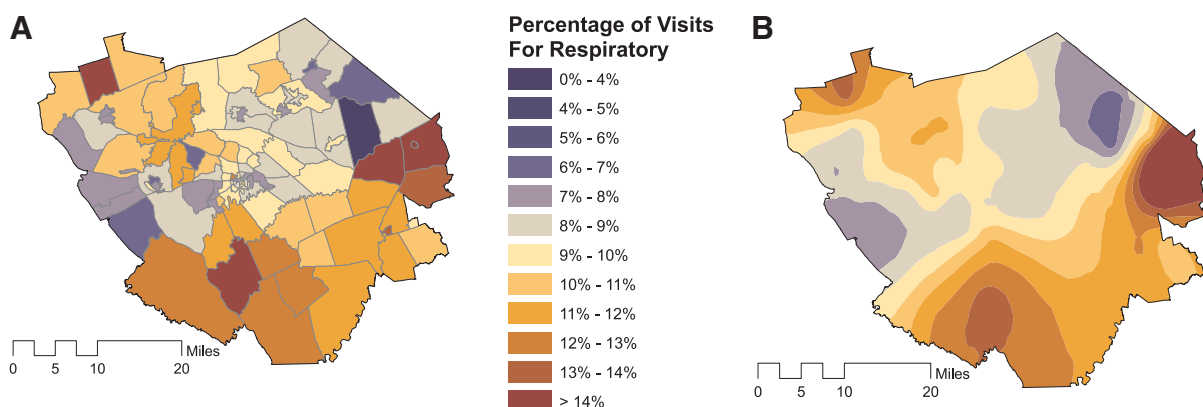 A
Percentage of Visits
For Respiratory
0% - 4%
4% - 5%
5% - 6%
6% - 7%
7% - 8%
8% - 9%
9% - 10%
10% - 11%
11% - 12%
12% - 13%
13% - 14%
> 14%
Miles
0 5 10 20
B
Miles
0 5 10 20